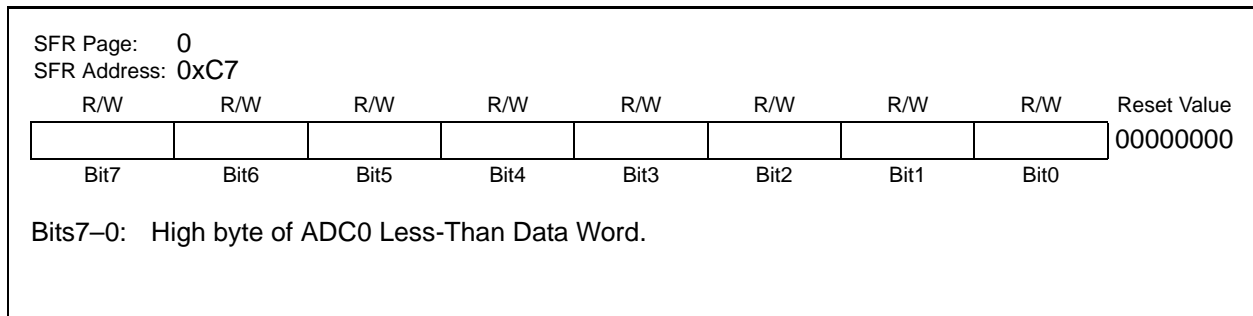 SFR Page: 0
SFR Address: 0xC7
R/W R/W R/W R/W R/W R/W R/W R/W Reset Value
00000000
Bit7 Bit6 Bit5 Bit4 Bit3 Bit2 Bit1 Bit0
Bits7–0: High byte of ADC0 Less-Than Data Word.